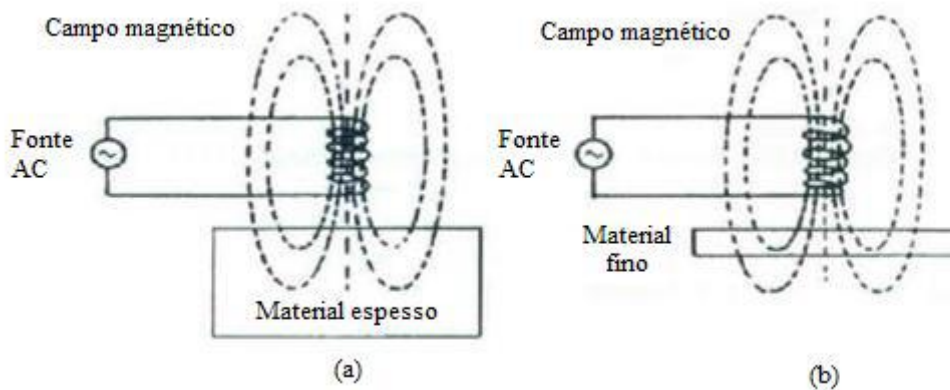 Campo magnético
Fonte
AC
Material espesso
(a)
Campo magnético
Fonte
AC
Material
fino
(b)